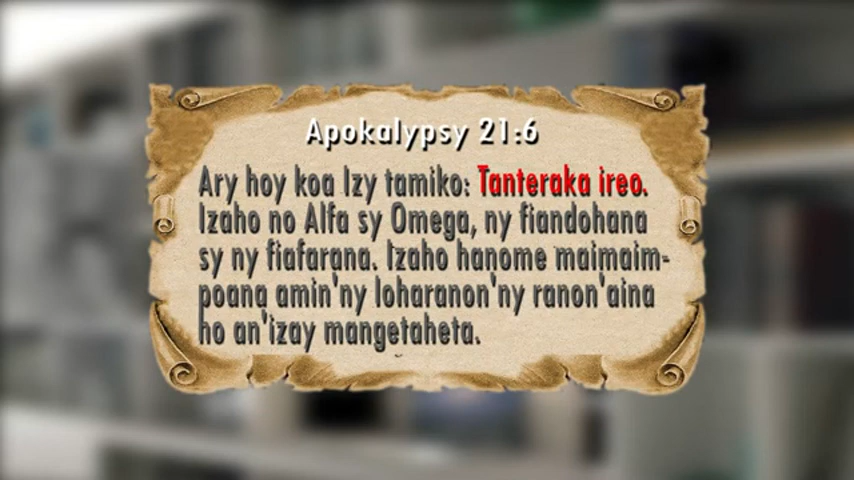 Apokalypsy 21:6
Ary hoy koa Izy tamiko: Tanteraka ireo.
Izaho no Alfa sy Omega, ny fiandohana
sy ny fiafarana. Izaho hanome maimaim-
poana amin'ny loharanon'ny ranon'aina
ho an'izay mangetaheta.